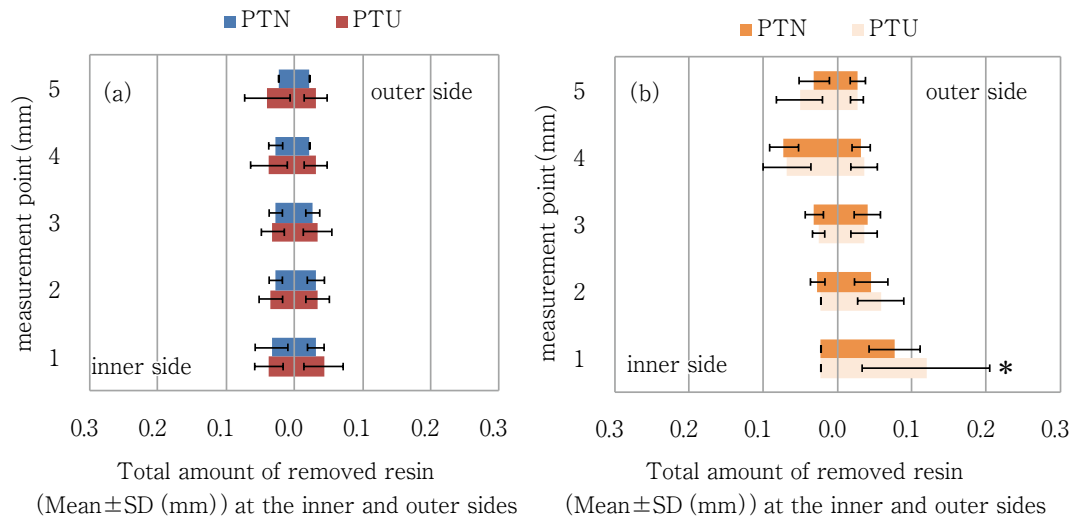 PTN PTU
(a)
outer side
inner side
measurement point (mm)
5
4
3
2
1
0.3 0.2 0.1 0.0 0.1 0.2 0.3
Total amount of removed resin
(Mean±SD (mm)) at the inner and outer sides
PTN PTU
(b)
outer side
inner side
measurement point (mm)
5
4
3
2
1
*
0.3 0.2 0.1 0.0 0.1 0.2 0.3
Total amount of removed resin
(Mean±SD (mm)) at the inner and outer sides